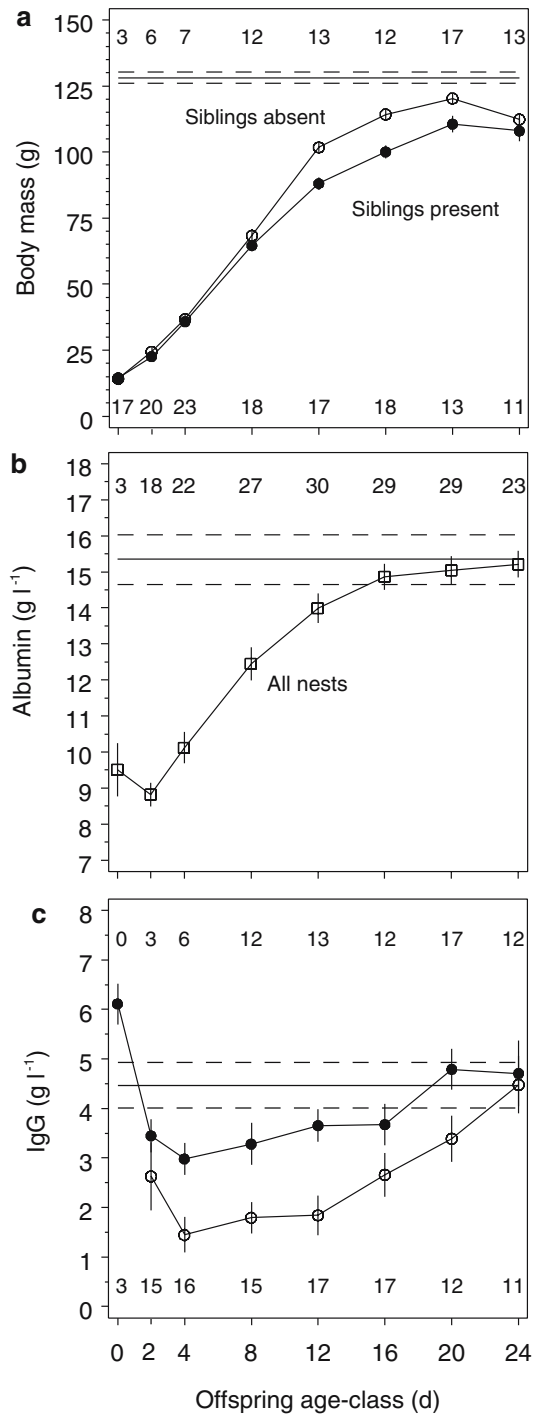 a
150
3 6 7 12 13 12 17 13
125
Siblings absent
100
Body mass (g)
75
Siblings present
50
25
0
17 20 23 18 17 18 13 11
b
18
3 18 22 27 30 29 29 23
17
16
15
14
Albumin (g l-1)
13
12
All nests
11
10
9
8
7
c
8
0 3 6 12 13 12 17 12
7
6
5
IgG (g l-1)
4
3
2
1
3 15 16 15 17 17 12 11
0
0 2 4 8 12 16 20 24
Offspring age-class (d)